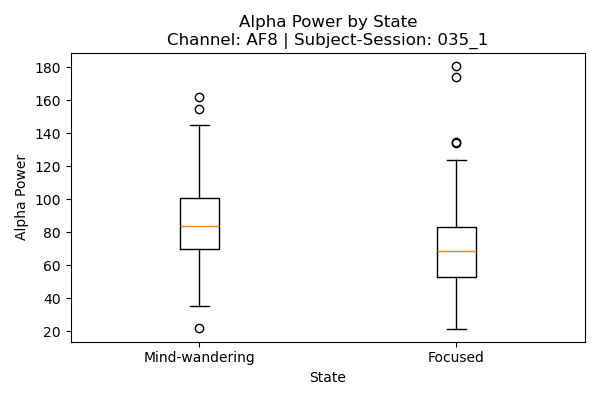 Alpha Power by State
Channel: AF8 | Subject-Session: 035_1
Alpha Power
180
160
140
120
100
80
60
40
20
Mind-wandering
Focused
State